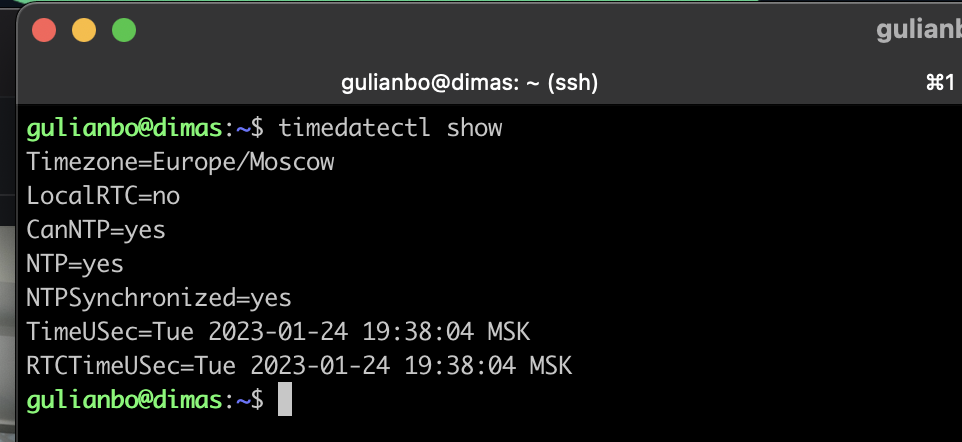 gulianb
gulianbo@dimas: ~ (ssh)
⌘1
gulianbo@dimas:~$ timedatectl show
Timezone=Europe/Moscow
LocalRTC=no
CanNTP=yes
NTP=yes
NTPSynchronized=yes
TimeUSec=Tue 2023-01-24 19:38:04 MSK
RTCTimeUSec=Tue 2023-01-24 19:38:04 MSK
gulianbo@dimas:~$